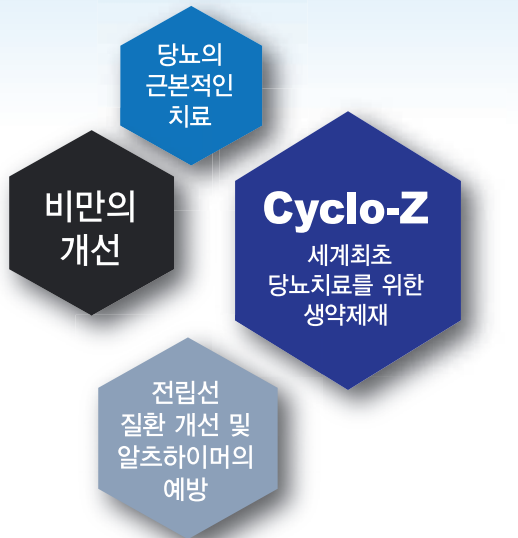 당뇨의
근본적인
치료
비만의
개선
Cyclo-Z
세계최초
당뇨치료를 위한
생약제재
전립선
질환 개선 및
알츠하이머의
예방